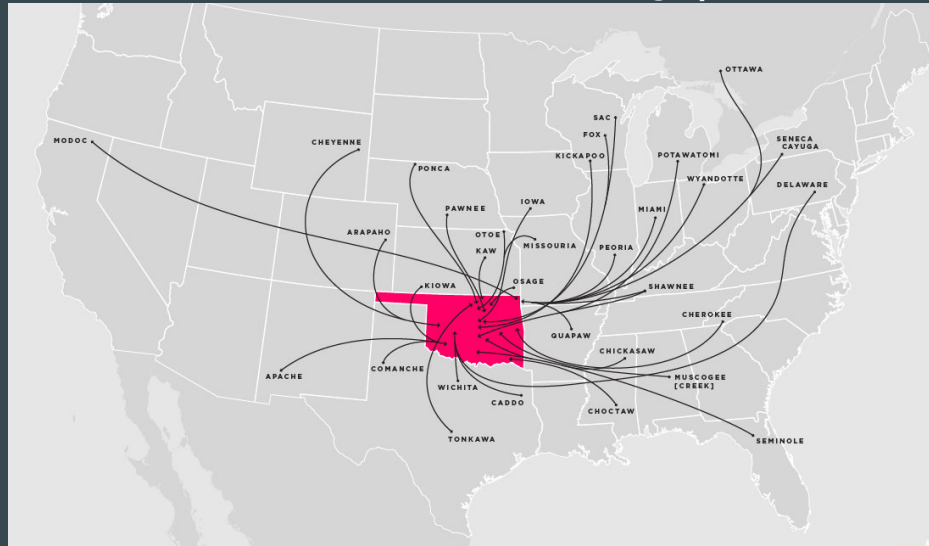 OTTAWA
SAC
FOX
MODOC
CHEYENNE
KICKAPOO
POTAWATOMI
SENECA
CAYUGA
PONCA
WYANDOTTE
DELAWARE
PAWNEE
IOWA
MIAMI
ARAPAHO
OTOE
MISSOURIA
KAW
PEORIA
KIOWA
OSAGE
SHAWNEE
CHEROKEE
QUAPAW
CHICKASAW
APACHE
COMANCHE
MUSCOGEE
[CREEK]
WICHITA
CADDO
CHOCTAW
TONKAWA
SEMINOLE